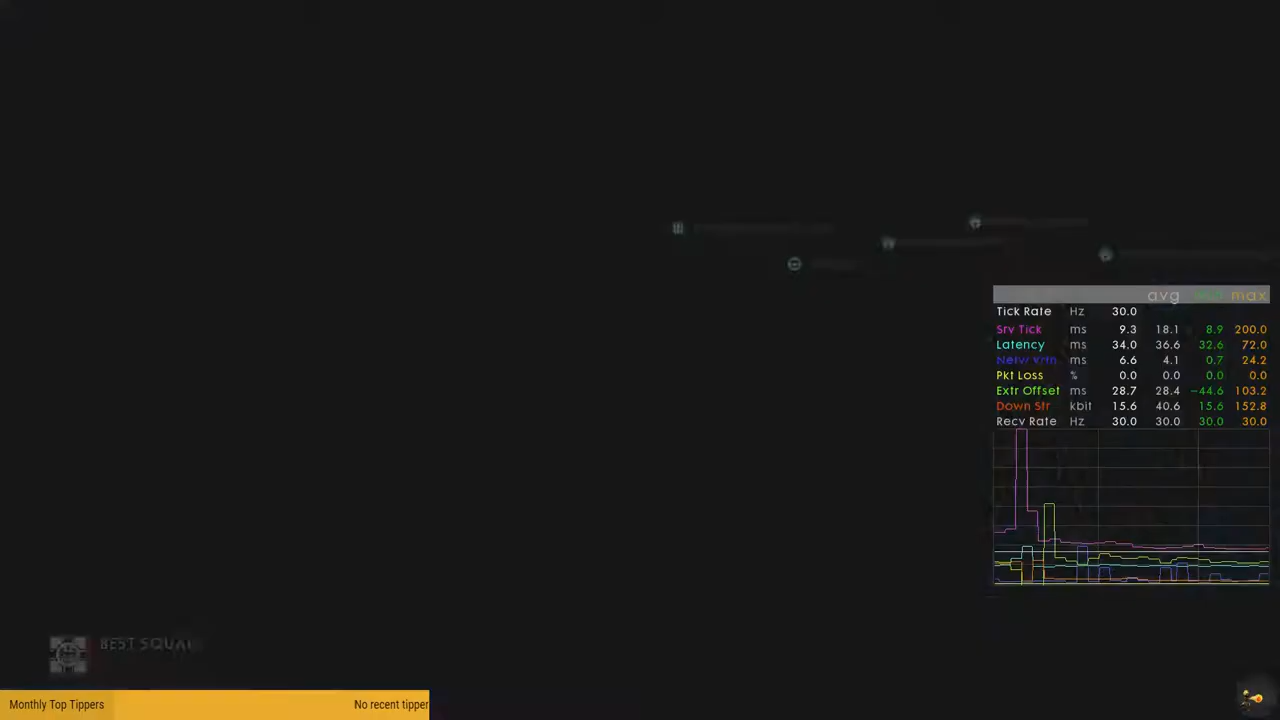 avg max
Tick Rate Hz 30.0
Srv Tick ms 9.3 18.1 8.9 200.0
Latency ms 34.0 36.6 32.6 72.0
ms 6.6 4.1 0.7 24.2
Pkt Loss % 0.0 0.0 0.0 0.0
Extr Offset ms 28.7 28.4 -44.6 103.2
Down Str kbit 15.6 40.6 15.6 152.8
Recv Rate Hz 30.0 30.0 30.0 30.0
BEST SQUAD
Monthly Top Tippers No recent tipper